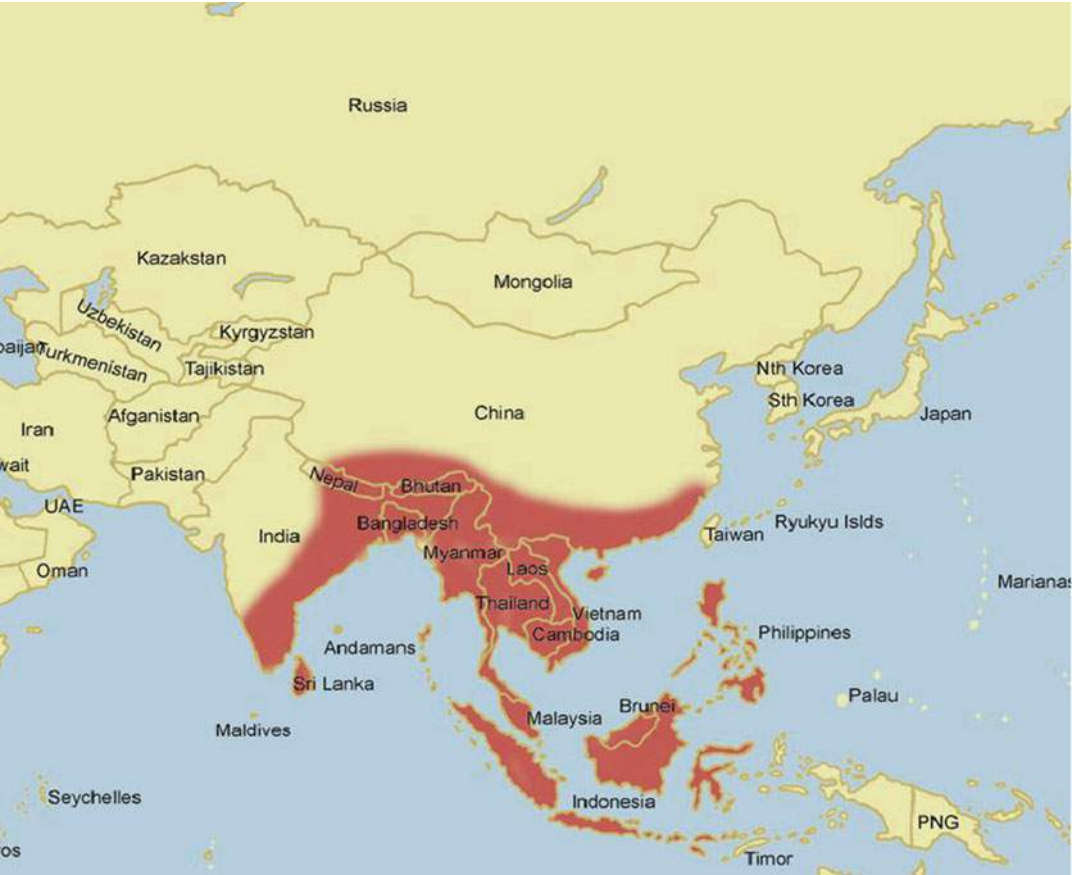 Russia
Kazakstan
Mongolia
Uzbekistan
Kyrgyzstan
baijan
Turkmenistan
Tajikistan
Nth Korea
Sth Korea
Afganistan
China
Japan
Iran
wait
Pakistan
Nepal
Bhutan
UAE
India
Bangladesh
Taiwan
Ryukyu Islds
Oman
Myanmar
Laos
Marianas
Thailand
Vietnam
Cambodia
Philippines
Andamans
Sri Lanka
Palau
Brunei
Maldives
Malaysia
Seychelles
Indonesia
PNG
os
Timor